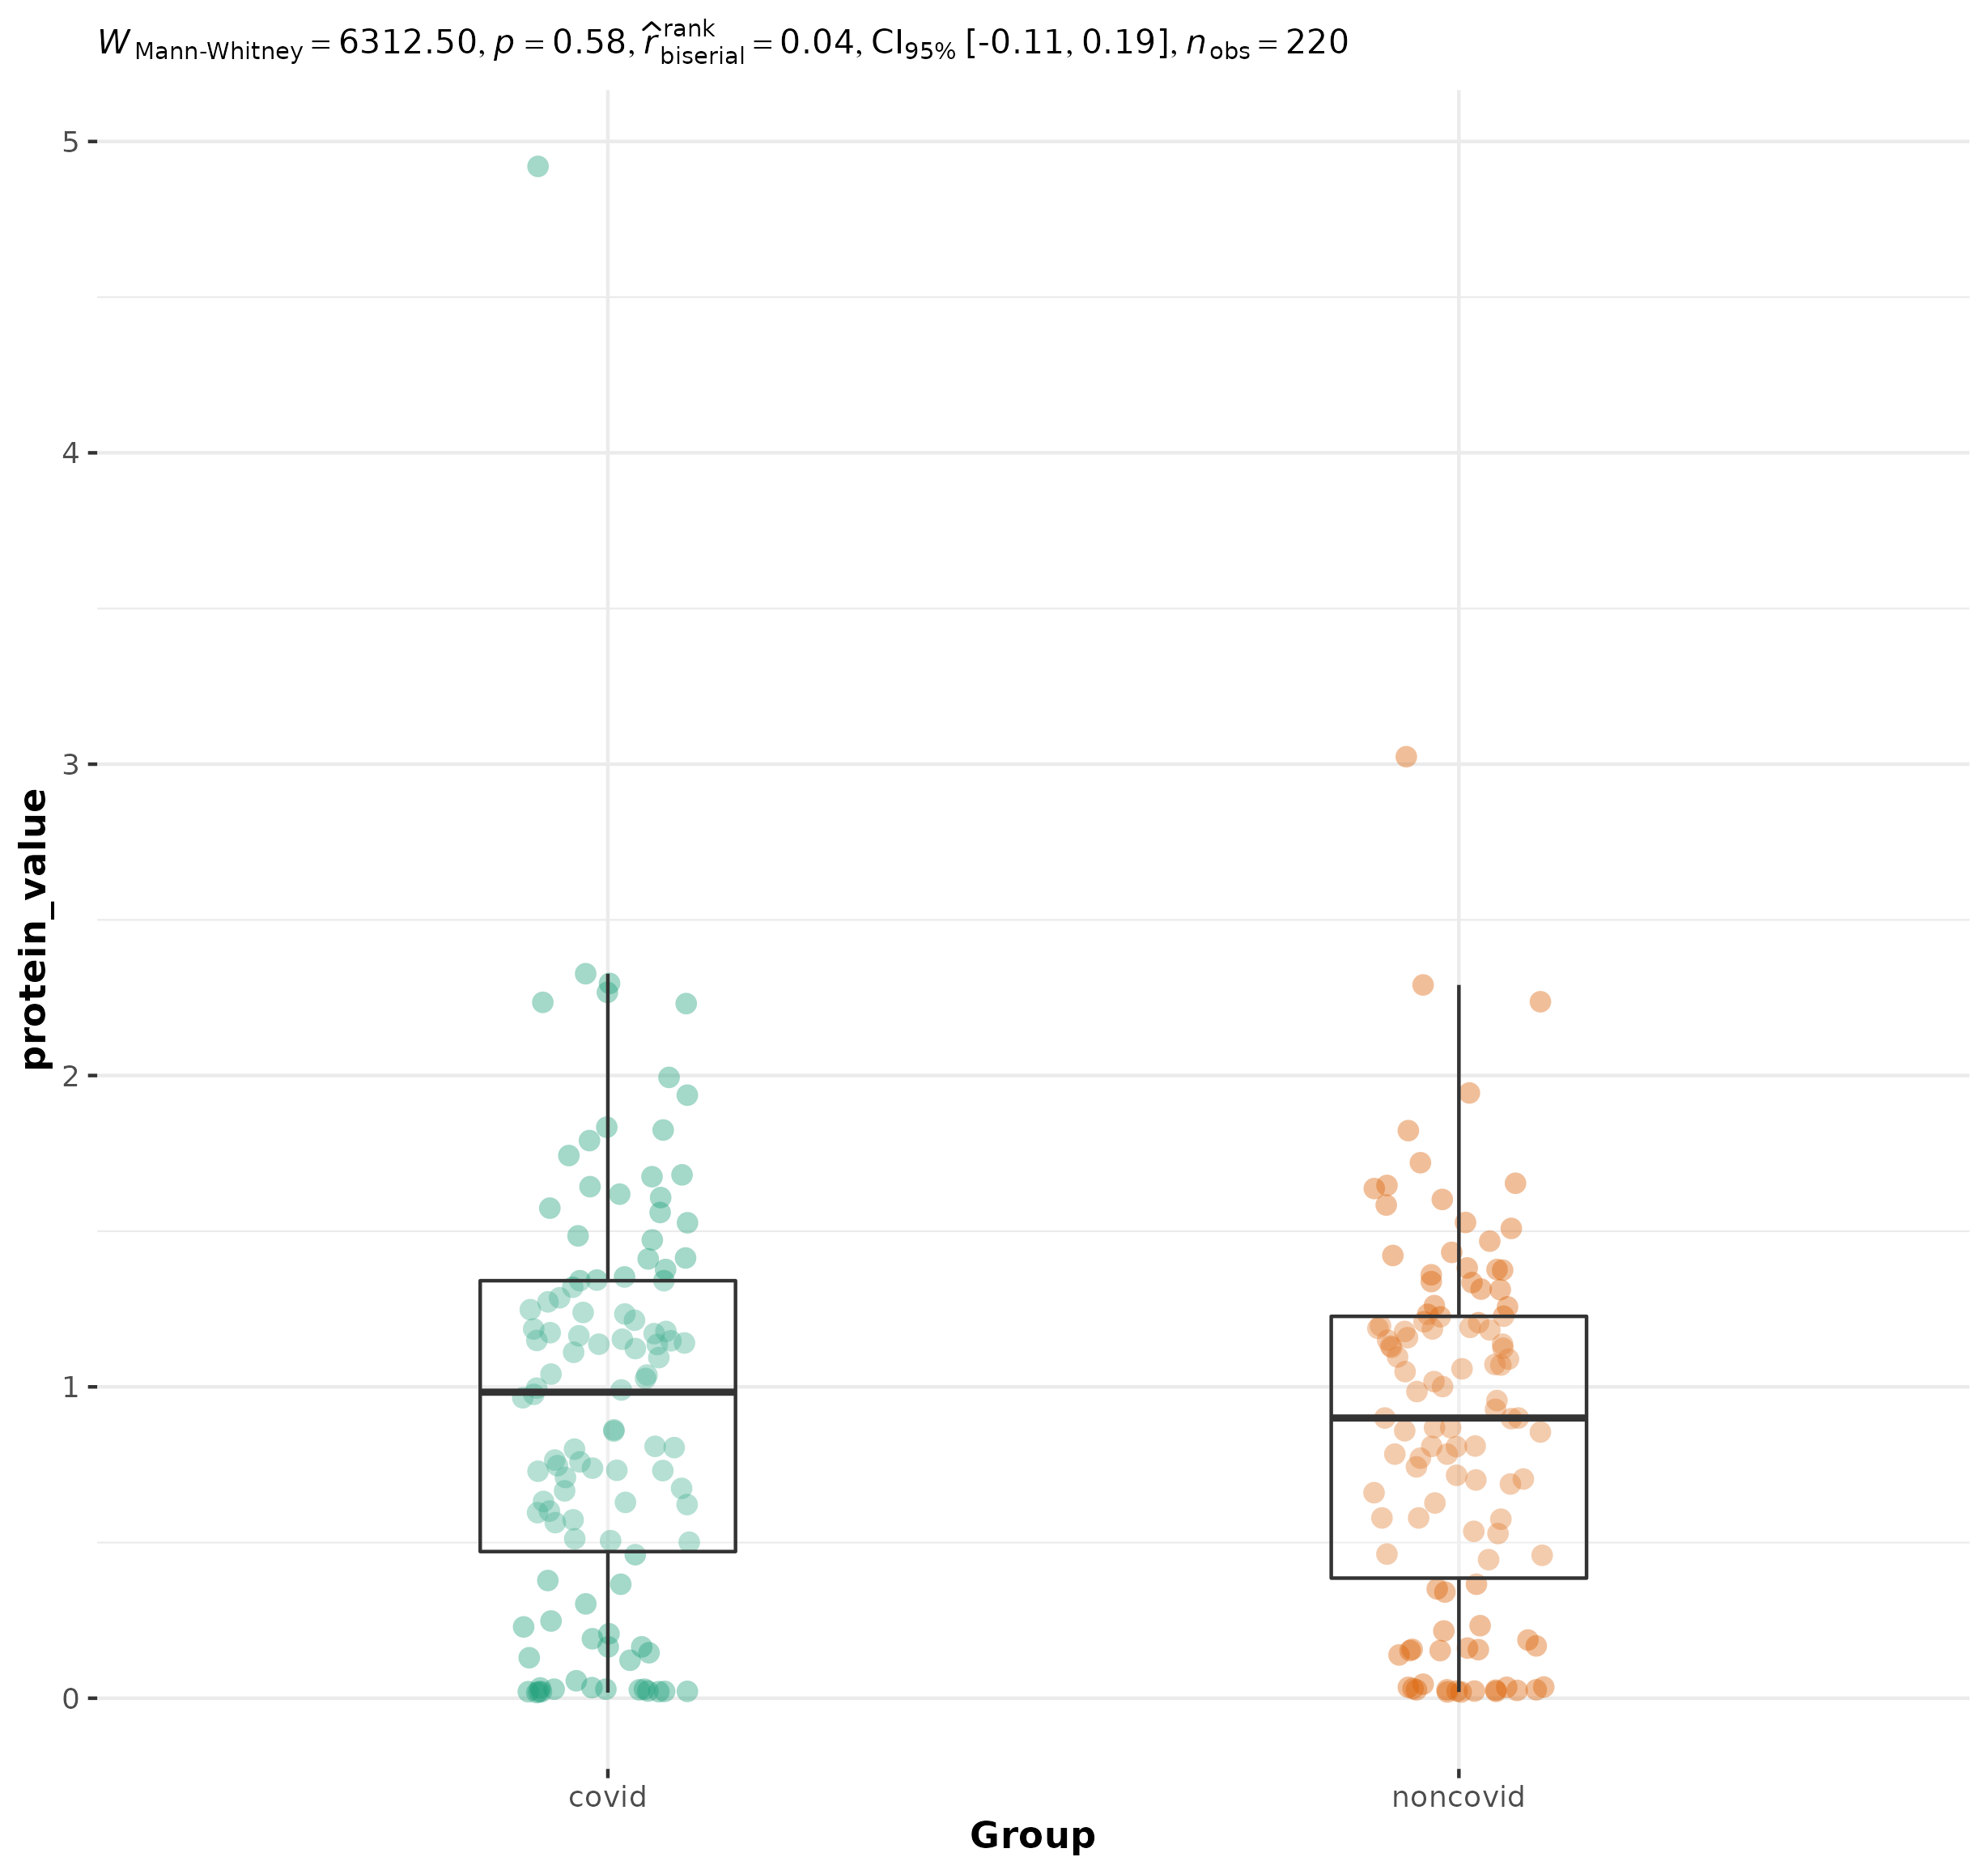 W Mann-Whitney = 6312.50, p = 0.58, r̂ rank biserial = 0.04, CI95% [-0.11, 0.19], nobs = 220
5
4
3
2
1
0
protein_value
covid noncovid
Group